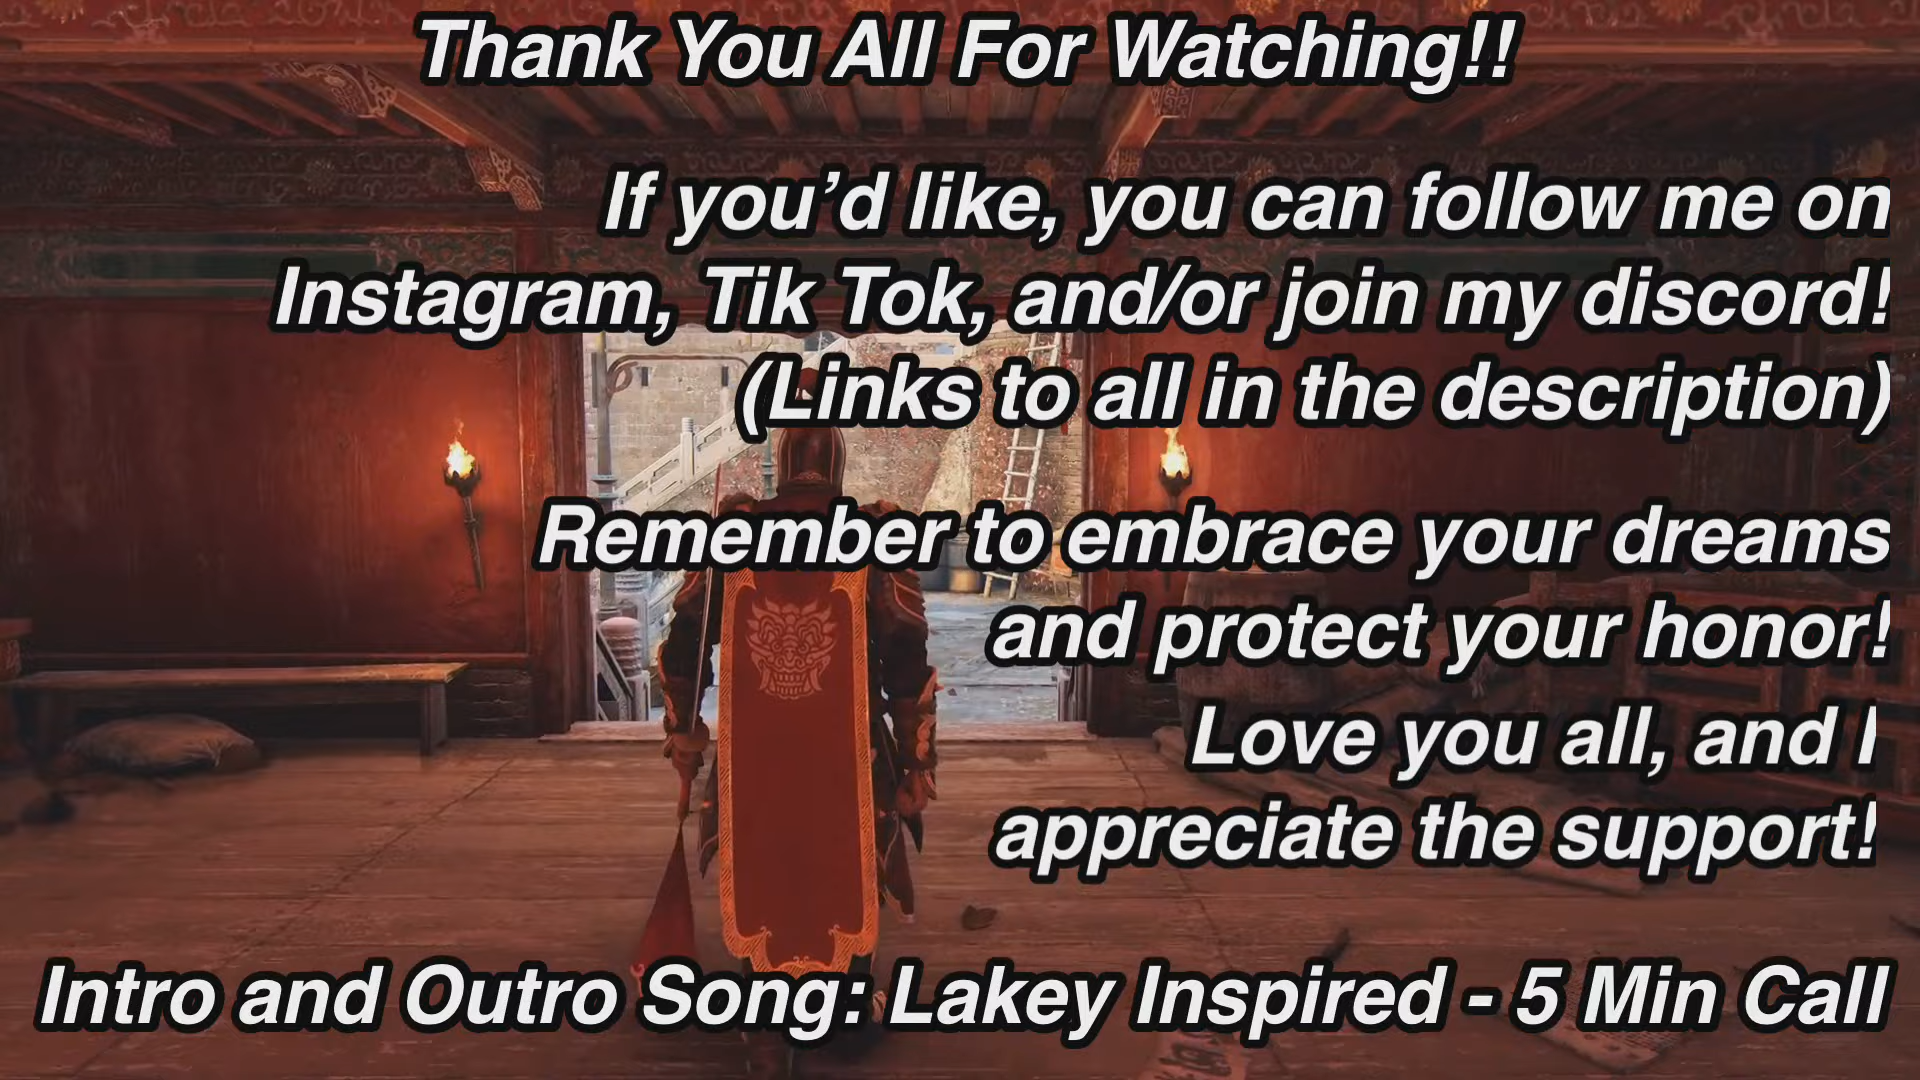 Thank You All For Watching!!
If you’d like, you can follow me on
Instagram, Tik Tok, and/or join my discord!
(Links to all in the description)
Remember to embrace your dreams
and protect your honor!
Love you all, and I
appreciate the support!
Intro and Outro Song: Lakey Inspired - 5 Min Call